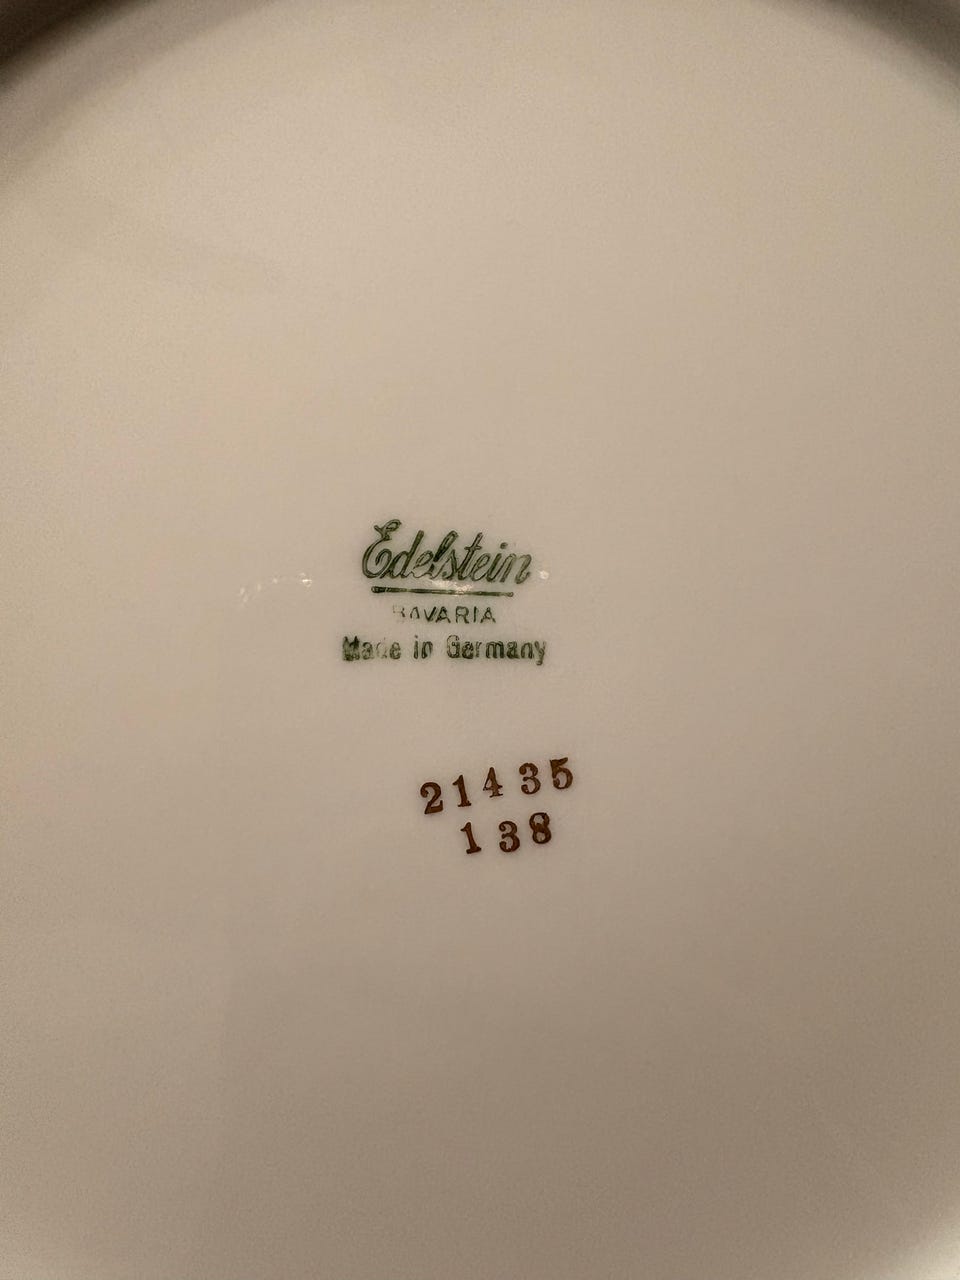 Edelstein
BAVARIA
Made in Germany
21435
138